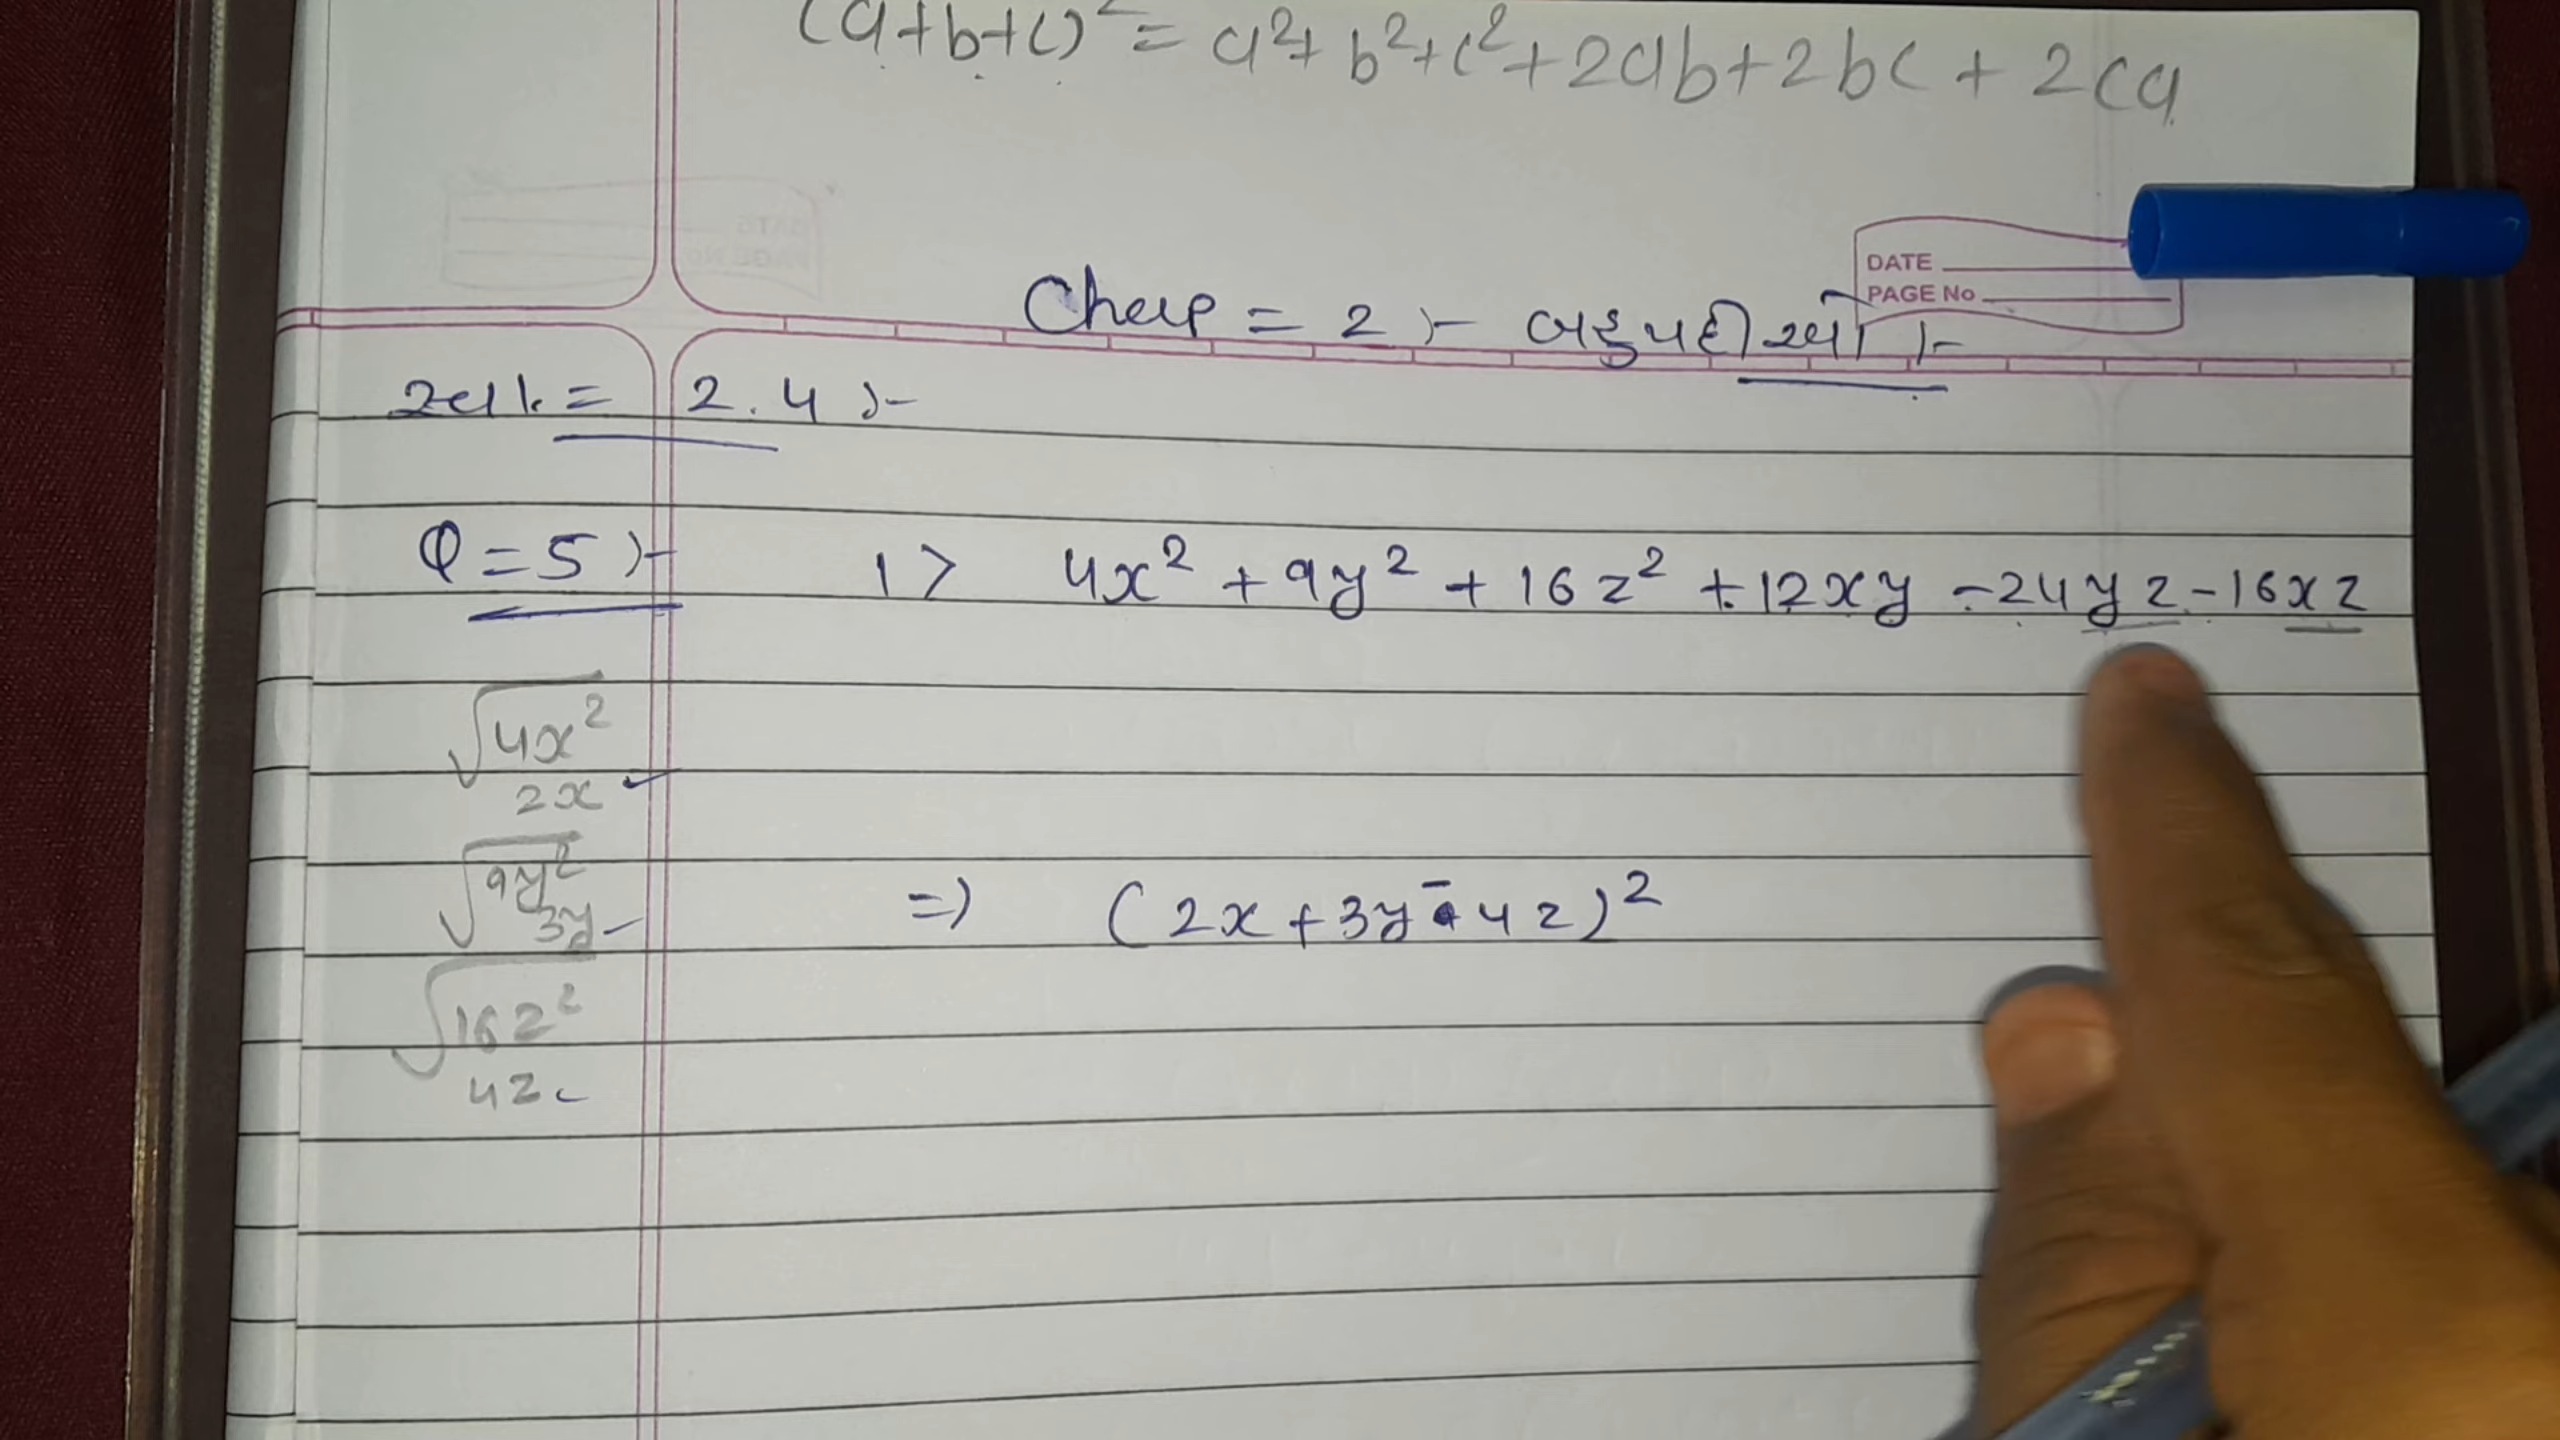 (a+b+c)² = a²+b²+c²+2ab+2bc+2ca
DATE
PAGE No
Chap = 2 :- બહુપદીઓ :-
2.4 :-
Q = 5 :- 1> 4x² + 9y² + 16z² + 12xy - 24yz - 16xz
√4x²
2x
√9y²
3y
=> (2x + 3y - 4z)²
√16z²
4z